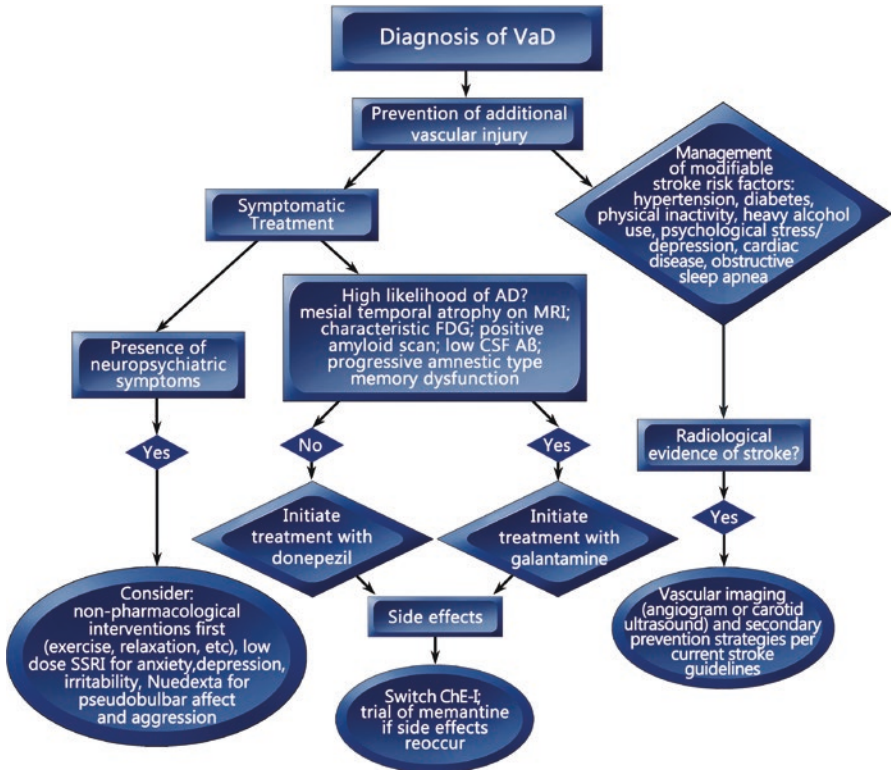 Diagnosis of VaD
Prevention of additional
vascular injury
Management
of modifiable
stroke risk factors:
hypertension, diabetes,
physical inactivity, heavy alcohol
use, psychological stress/
depression, cardiac
disease, obstructive
sleep apnea
Symptomatic
Treatment
High likelihood of AD?
mesial temporal atrophy on MRI;
characteristic FDG; positive
amyloid scan; low CSF Aß;
progressive amnestic type
memory dysfunction
Presence of
neuropsychiatric
symptoms
Yes
No
Yes
Radiological
evidence of stroke?
Yes
Initiate
treatment with
donepezil
Initiate
treatment with
galantamine
Consider:
non-pharmacological
interventions first
(exercise, relaxation, etc), low
dose SSRI for anxiety,depression,
irritability, Nuedexta for
pseudobulbar affect
and aggression
Side effects
Vascular imaging
(angiogram or carotid
ultrasound) and secondary
prevention strategies per
current stroke
guidelines
Switch ChE-I;
trial of memantine
if side effects
reoccur